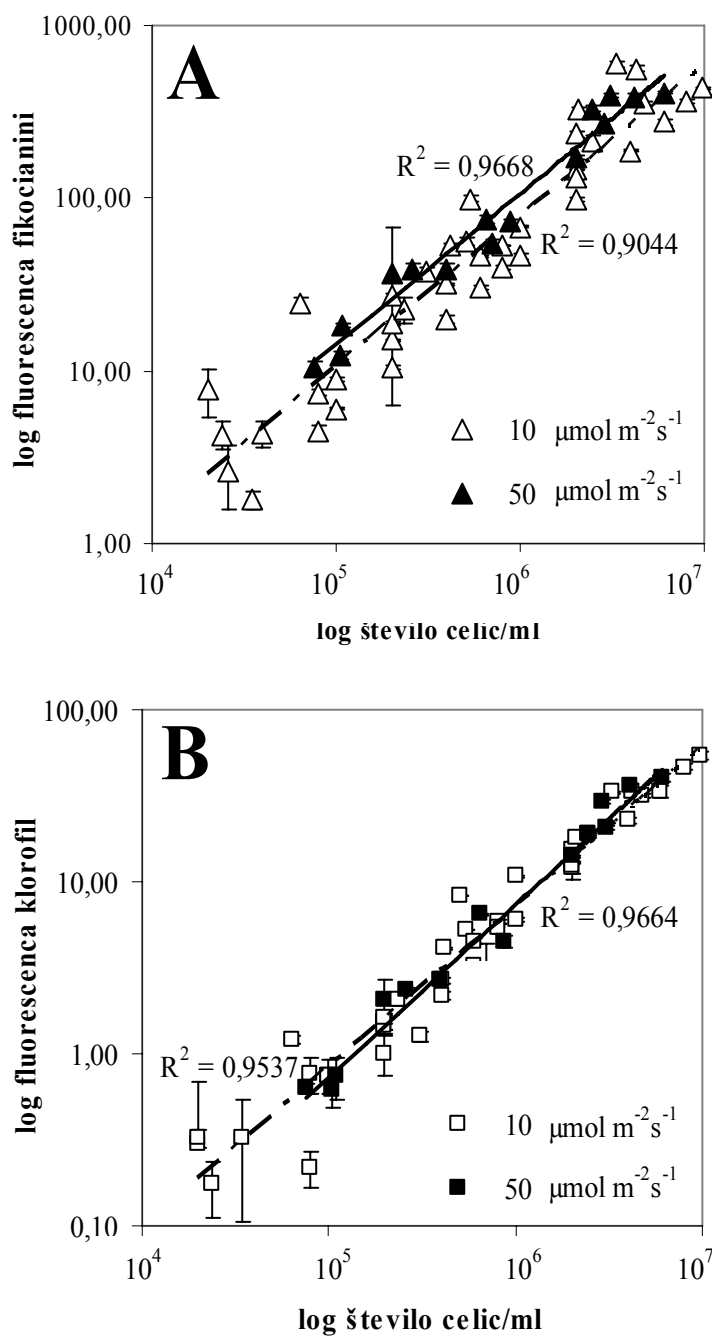 A
1000,00
100,00
10,00
1,00
log fluorescenca fikocianini
R² = 0,9668
R² = 0,9044
10 μmol m⁻²s⁻¹
50 μmol m⁻²s⁻¹
10⁴ 10⁵ 10⁶ 10⁷
log število celic/ml
B
100,00
10,00
1,00
0,10
log fluorescenca klorofil
R² = 0,9664
R² = 0,9537
10 μmol m⁻²s⁻¹
50 μmol m⁻²s⁻¹
10⁴ 10⁵ 10⁶ 10⁷
log število celic/ml